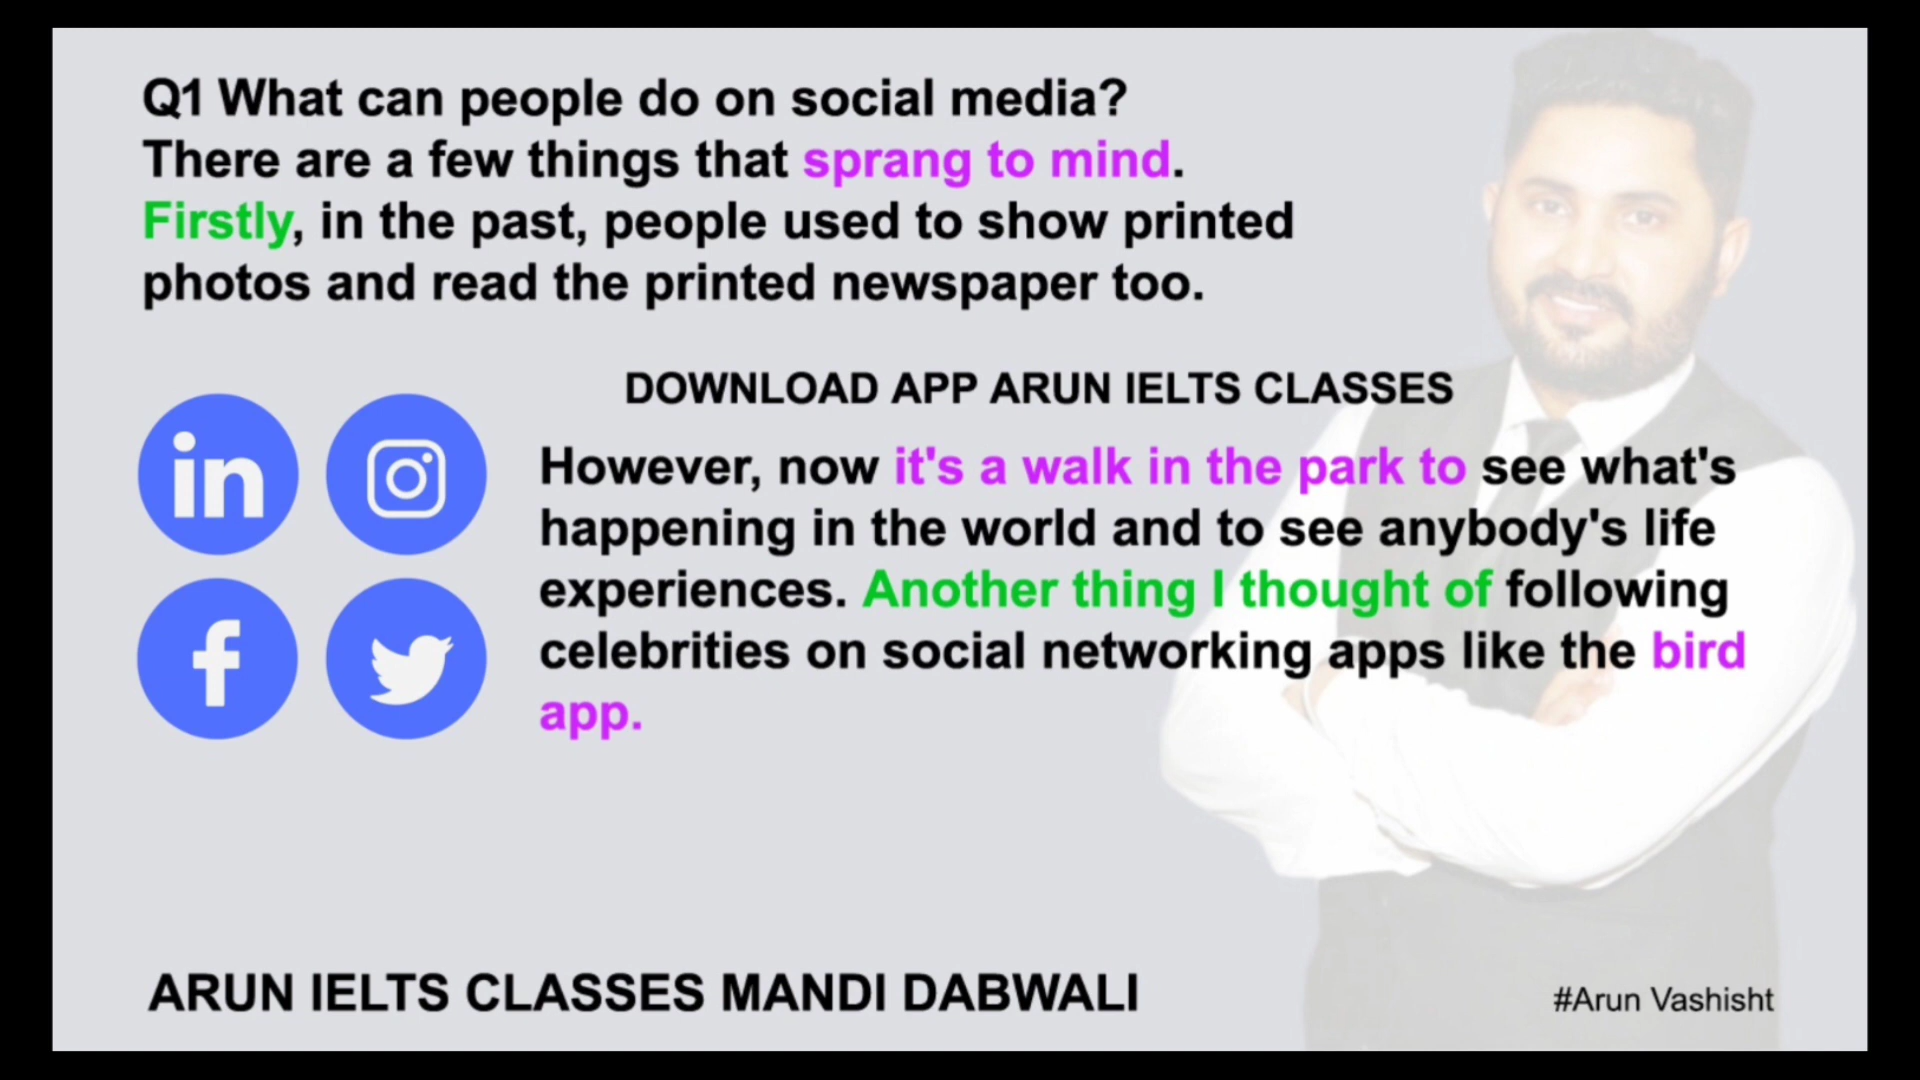 Q1 What can people do on social media?
There are a few things that sprang to mind.
Firstly, in the past, people used to show printed
photos and read the printed newspaper too.
DOWNLOAD APP ARUN IELTS CLASSES
in
f
However, now it's a walk in the park to see what's
happening in the world and to see anybody's life
experiences. Another thing I thought of following
celebrities on social networking apps like the bird
app.
ARUN IELTS CLASSES MANDI DABWALI
#Arun Vashisht